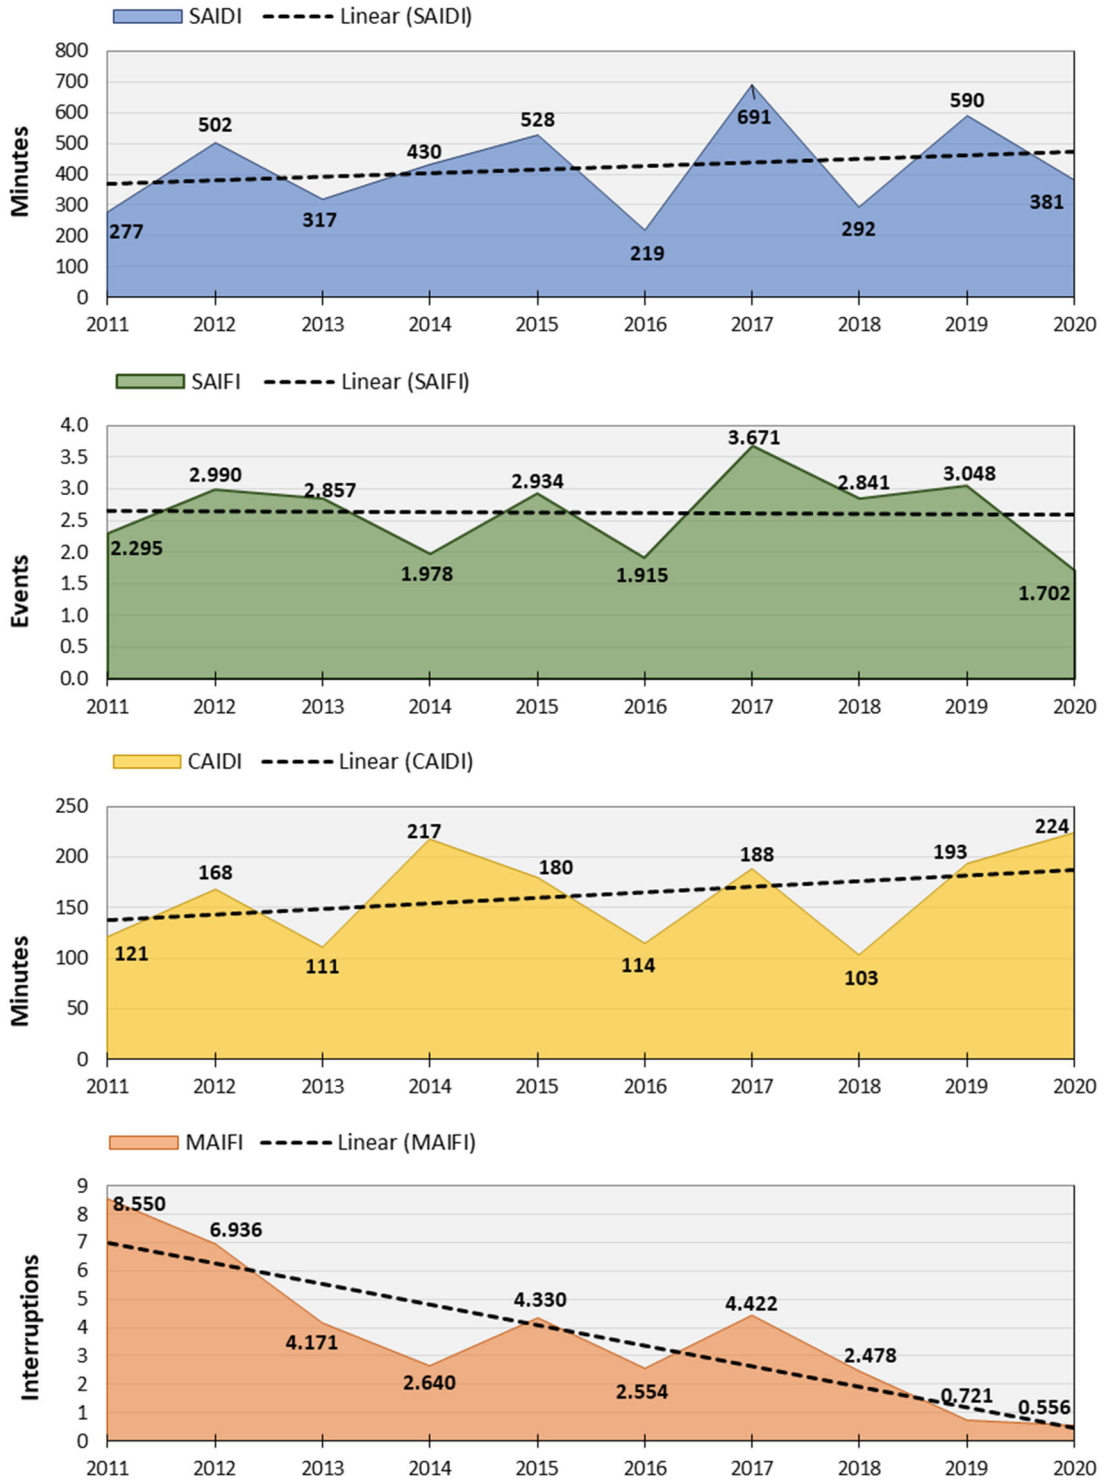 SAIDI Linear (SAIDI)
800
700
600
500
400
300
200
100
0
Minutes
277 502 317 430 528 219 691 292 590 381
2011 2012 2013 2014 2015 2016 2017 2018 2019 2020
SAIFI Linear (SAIFI)
4.0
3.5
3.0
2.5
2.0
1.5
1.0
0.5
0.0
Events
2.295 2.990 2.857 1.978 2.934 1.915 3.671 2.841 3.048 1.702
2011 2012 2013 2014 2015 2016 2017 2018 2019 2020
CAIDI Linear (CAIDI)
250
200
150
100
50
0
Minutes
121 168 111 217 180 114 188 103 193 224
2011 2012 2013 2014 2015 2016 2017 2018 2019 2020
MAIFI Linear (MAIFI)
9
8
7
6
5
4
3
2
1
0
Interruptions
8.550 6.936 4.171 2.640 4.330 2.554 4.422 2.478 0.721 0.556
2011 2012 2013 2014 2015 2016 2017 2018 2019 2020